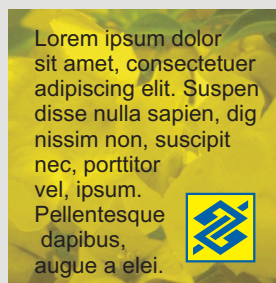 Lorem ipsum dolor
sit amet, consectetuer
adipiscing elit. Suspen
disse nulla sapien, dig
nissim non, suscipit
nec, porttitor
vel, ipsum.
Pellentesque
dapibus,
augue a elei.